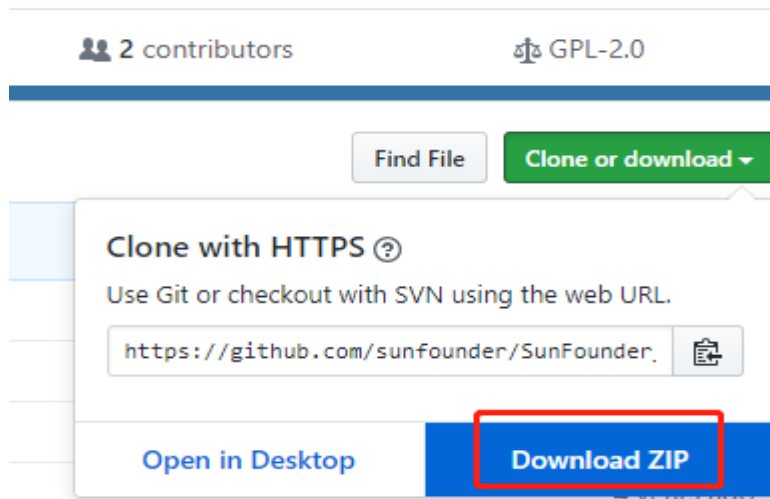 2 contributors
GPL-2.0
Find File
Clone or download
Clone with HTTPS
Use Git or checkout with SVN using the web URL.
https://github.com/sunfounder/SunFounder_
Open in Desktop
Download ZIP